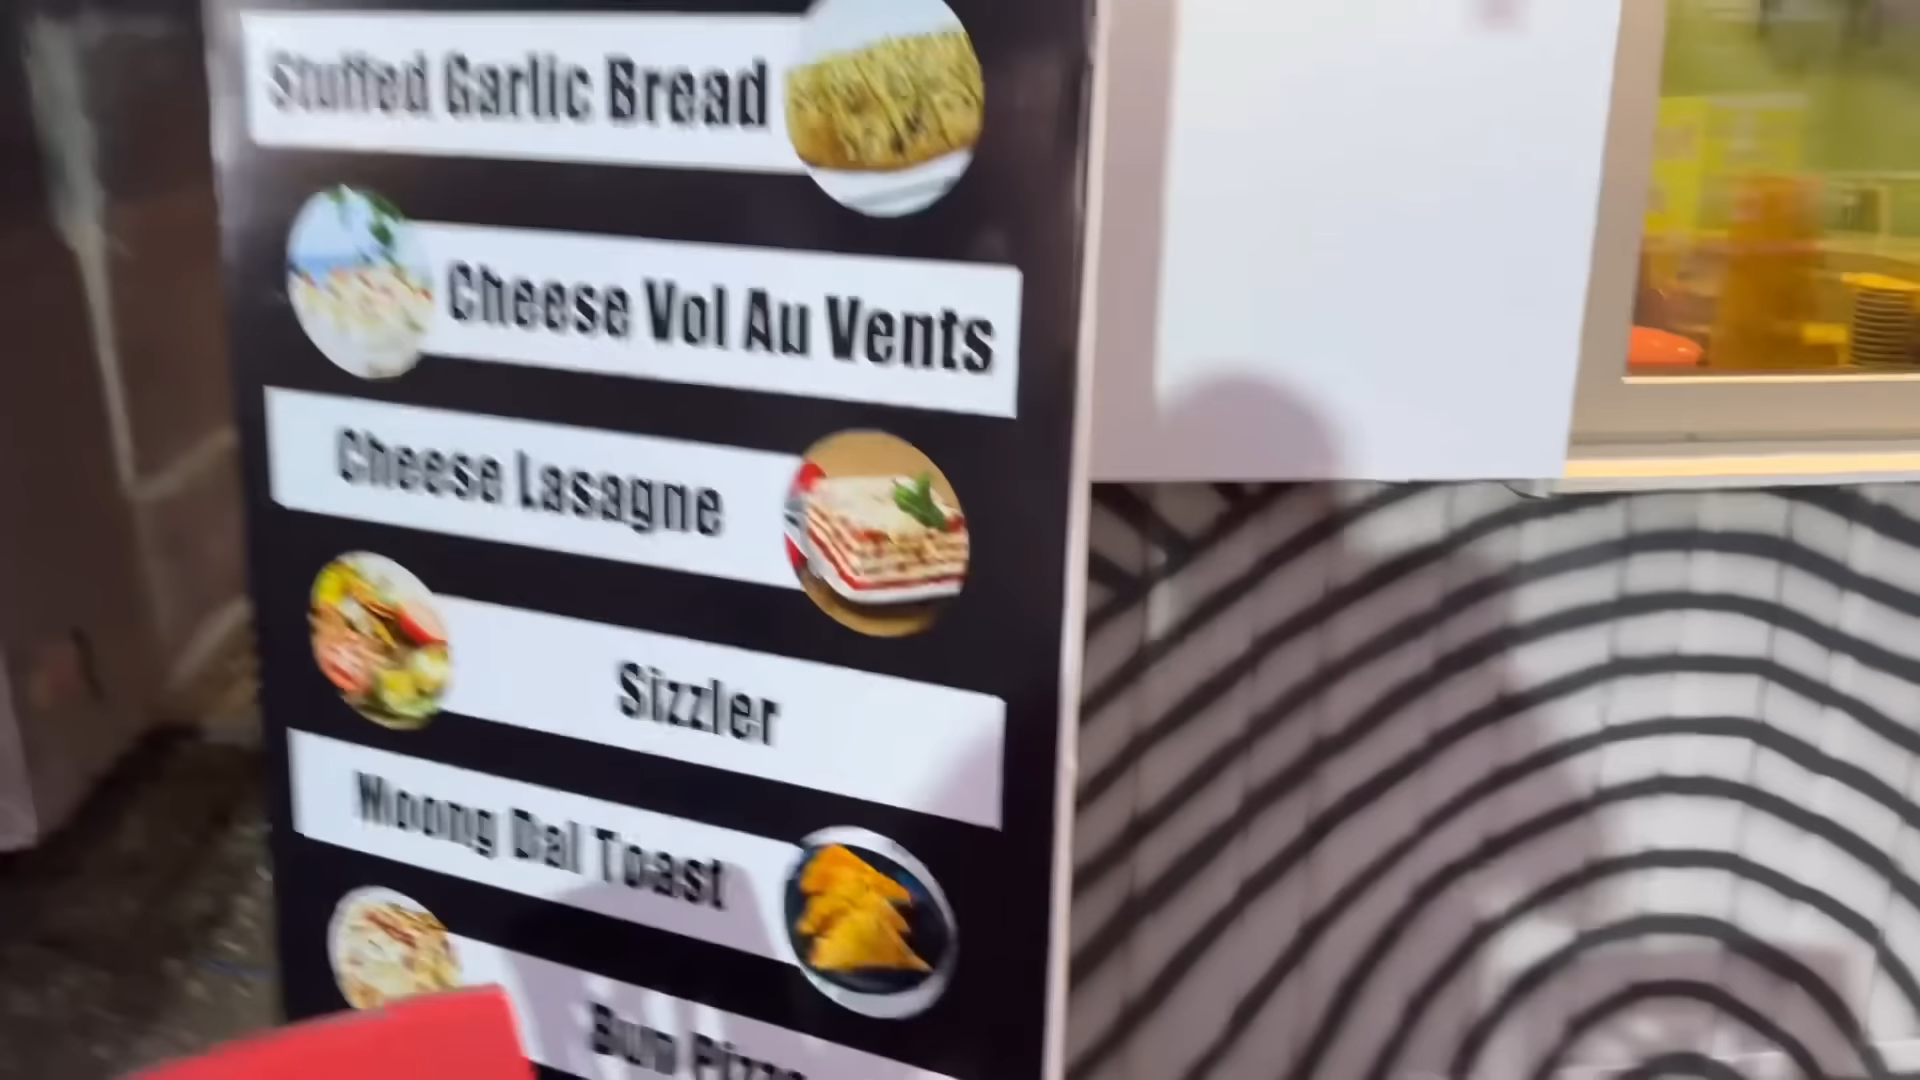 Stuffed Garlic Bread
Cheese Vol Au Vents
Cheese Lasagne
Sizzler
Moong Dal Toast
Bun Pizza